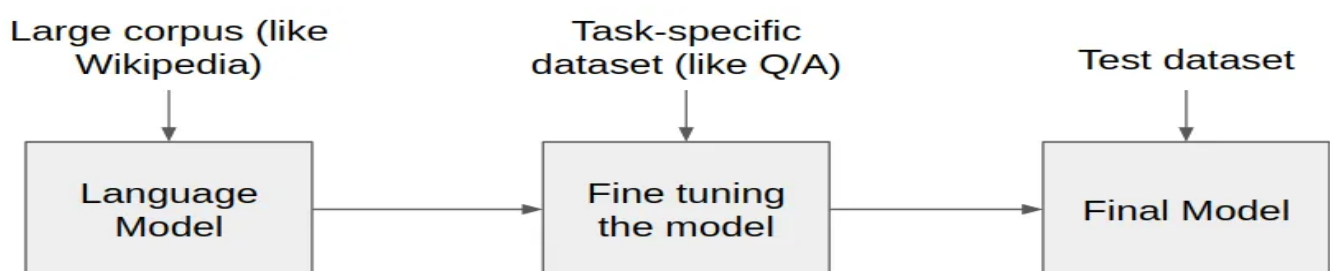 Large corpus (like
Wikipedia)
Task-specific
dataset (like Q/A)
Test dataset
Language
Model
Fine tuning
the model
Final Model